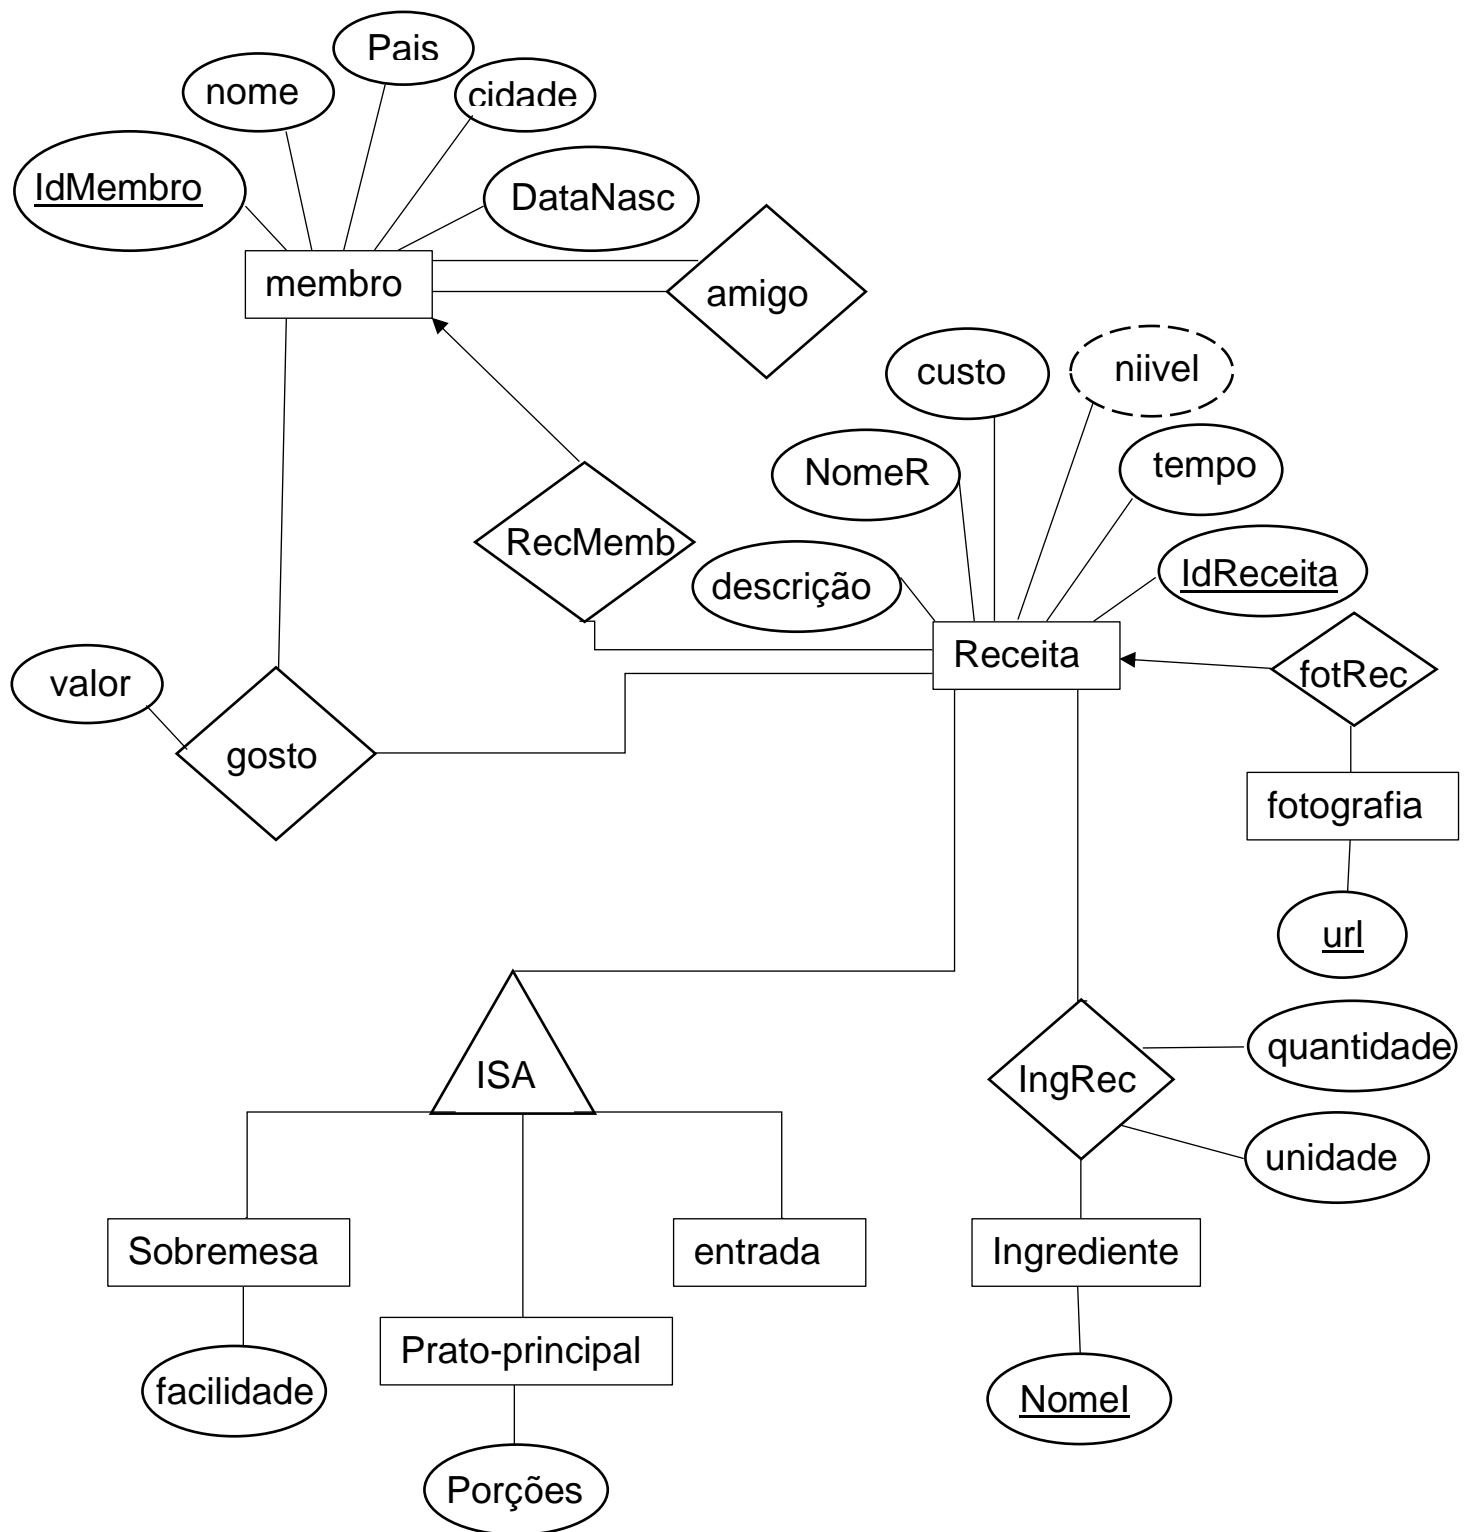 Pais
nome
cidade
IdMembro
DataNasc
membro
amigo
custo
niivel
NomeR
tempo
RecMemb
descrição
IdReceita
Receita
fotRec
valor
gosto
fotografia
url
ISA
quantidade
IngRec
unidade
Sobremesa
entrada
Ingrediente
Prato-principal
facilidade
NomeI
Porções